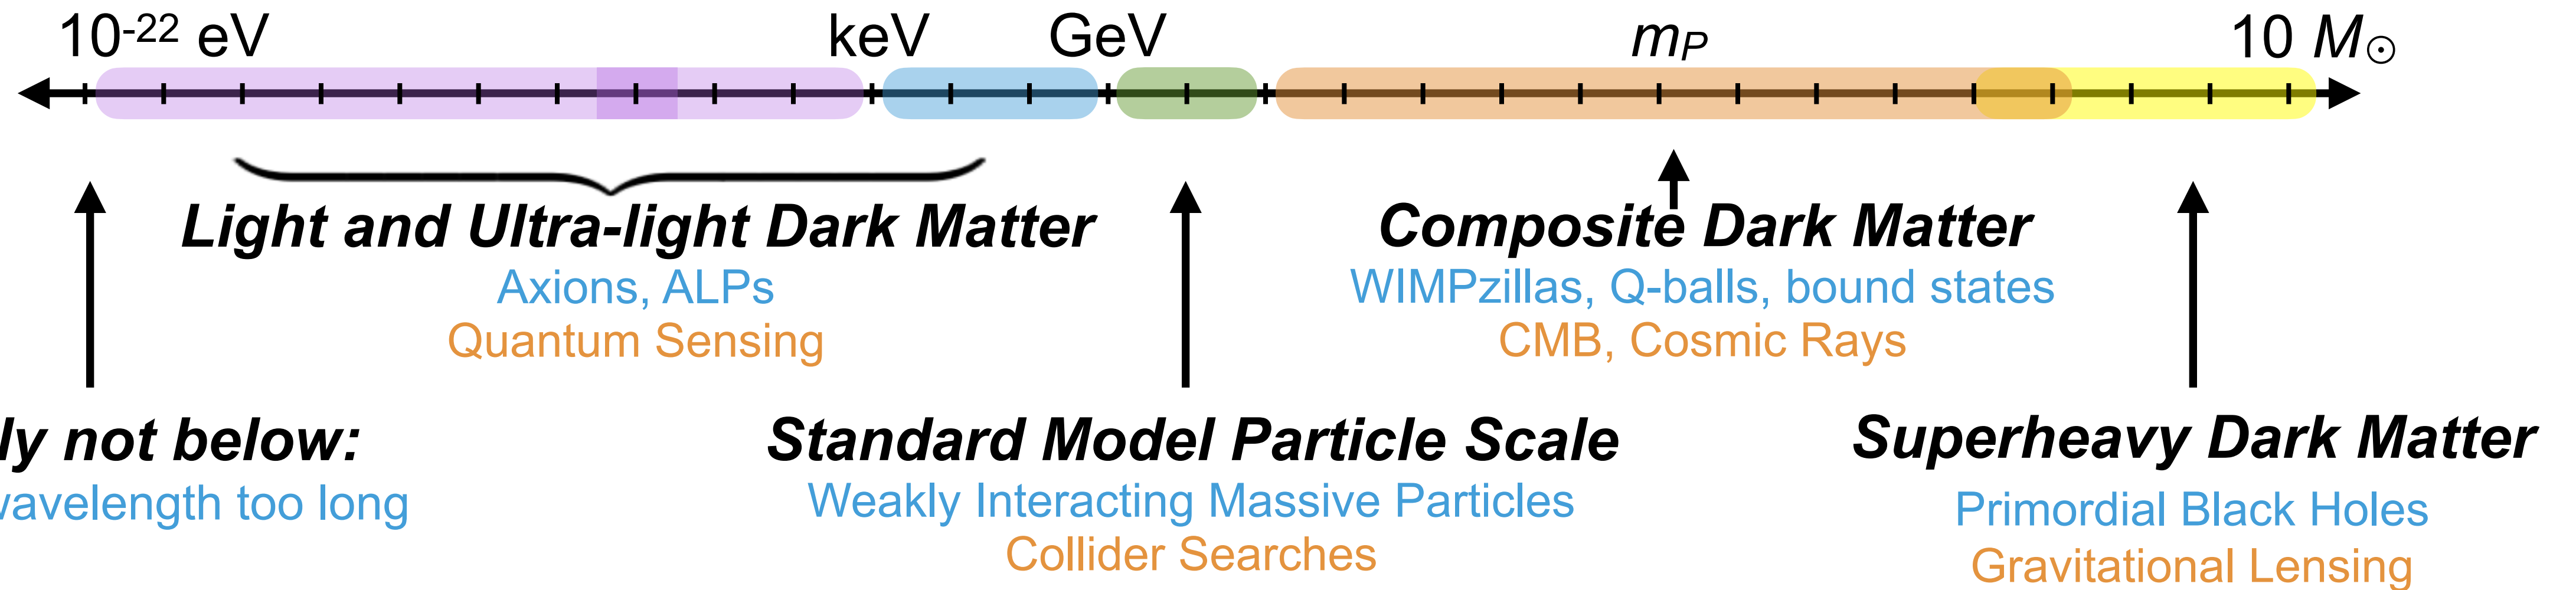 10⁻²² eV keV GeV mₚ 10 M☉
Light and Ultra-light Dark Matter
Axions, ALPs
Quantum Sensing
Composite Dark Matter
WIMPzillas, Q-balls, bound states
CMB, Cosmic Rays
not below:
wavelength too long
Standard Model Particle Scale
Weakly Interacting Massive Particles
Collider Searches
Superheavy Dark Matter
Primordial Black Holes
Gravitational Lensing